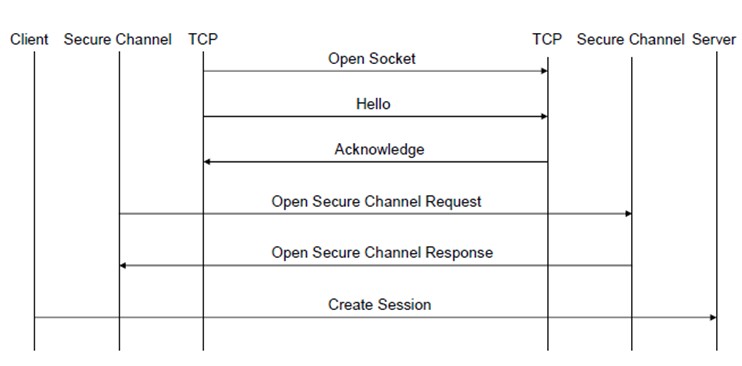 Client Secure Channel TCP TCP Secure Channel Server
Open Socket
Hello
Acknowledge
Open Secure Channel Request
Open Secure Channel Response
Create Session